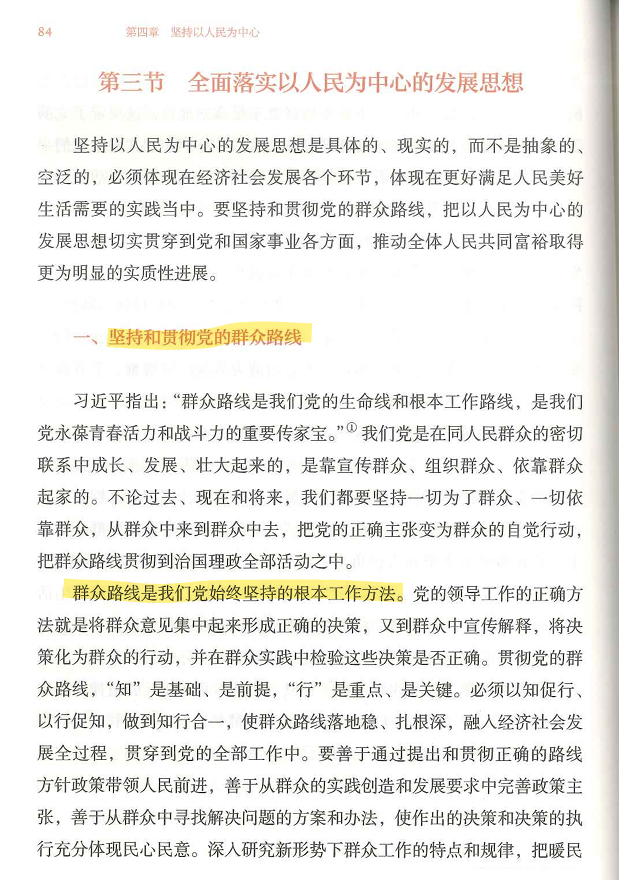 84 第四章 坚持以人民为中心
第三节 全面落实以人民为中心的发展思想
坚持以人民为中心的发展思想是具体的、现实的，而不是抽象的、
空泛的，必须体现在经济社会发展各个环节，体现在更好满足人民美好
生活需要的实践当中。要坚持和贯彻党的群众路线，把以人民为中心的
发展思想切实贯穿到党和国家事业各方面，推动全体人民共同富裕取得
更为明显的实质性进展。
一、坚持和贯彻党的群众路线
习近平指出：“群众路线是我们党的生命线和根本工作路线，是我们
党永葆青春活力和战斗力的重要传家宝。”①我们党是在同人民群众的密切
联系中成长、发展、壮大起来的，是靠宣传群众、组织群众、依靠群众
起家的。不论过去、现在和将来，我们都要坚持一切为了群众、一切依
靠群众，从群众中来到群众中去，把党的正确主张变为群众的自觉行动，
把群众路线贯彻到治国理政全部活动之中。
群众路线是我们党始终坚持的根本工作方法。党的领导工作的正确方
法就是将群众意见集中起来形成正确的决策，又到群众中宣传解释，将决
策化为群众的行动，并在群众实践中检验这些决策是否正确。贯彻党的群
众路线，“知”是基础、是前提，“行”是重点、是关键。必须以知促行、
以行促知，做到知行合一，使群众路线落地稳、扎根深，融入经济社会发
展全过程，贯穿到党的全部工作中。要善于通过提出和贯彻正确的路线
方针政策带领人民前进，善于从群众的实践创造和发展要求中完善政策主
张，善于从群众中寻找解决问题的方案和办法，使作出的决策和决策的执
行充分体现民心民意。深入研究新形势下群众工作的特点和规律，把暖民